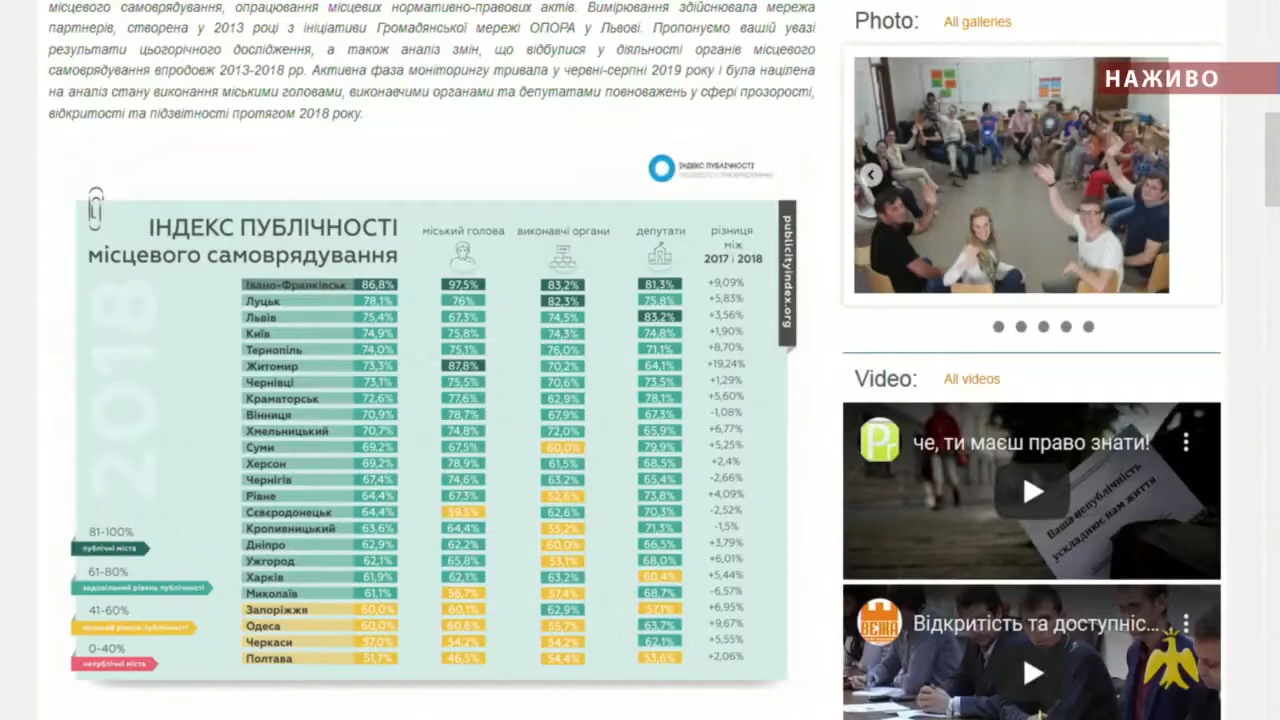 місцевого самоврядування, опрацювання місцевих нормативно-правових актів. Вимірювання здійснювала мережа
партнерів, створена у 2013 році з ініціативи Громадянської мережі ОПОРА у Львові. Пропонуємо вашій увазі
результати цьогорічного дослідження, а також аналіз змін, що відбулися у діяльності органів місцевого
самоврядування впродовж 2013-2018 рр. Активна фаза моніторингу тривала у червні-серпні 2019 року і була націлена
на аналіз стану виконання міськими головами, виконавчими органами та депутатами повноважень у сфері прозорості,
відкритості та підзвітності протягом 2018 року.
ІНДЕКС ПУБЛІЧНОСТІ
МІСЦЕВОГО САМОВРЯДУВАННЯ
ІНДЕКС ПУБЛІЧНОСТІ
місцевого самоврядування
міський голова виконавчі органи депутати різниця
між
2017 і 2018
publicityindex.org
2018
Івано-Франківськ 86,8% 97,5% 83,2% 81,3% +9,09%
Луцьк 78,1% 76% 82,3% 75,8% +5,83%
Львів 75,4% 67,3% 74,5% 83,2% +3,56%
Київ 74,9% 75,8% 74,3% 74,8% +1,90%
Тернопіль 74,0% 75,1% 76,0% 71,1% +8,70%
Житомир 73,3% 87,8% 70,2% 64,1% +19,24%
Чернівці 73,1% 75,5% 70,6% 73,5% +1,29%
Краматорськ 72,6% 77,6% 62,9% 78,1% +5,60%
Вінниця 70,9% 78,7% 67,9% 67,3% -1,08%
Хмельницький 70,7% 74,8% 72,0% 65,9% +6,77%
Суми 69,2% 67,5% 60,0% 79,9% +5,25%
Херсон 69,2% 78,9% 61,5% 68,5% +2,4%
Чернігів 67,4% 74,6% 63,2% 65,4% -2,66%
Рівне 64,4% 67,3% 52,6% 73,8% +4,09%
Сєвєродонецьк 64,4% 59,5% 62,6% 70,3% -2,52%
Кропивницький 63,6% 64,4% 55,2% 71,3% -1,5%
Дніпро 62,9% 62,2% 60,0% 66,5% +3,79%
Ужгород 62,1% 65,8% 53,1% 68,0% +6,01%
Харків 61,9% 62,1% 63,2% 60,4% +5,44%
Миколаїв 61,1% 56,7% 57,4% 68,7% -6,57%
Запоріжжя 60,0% 60,1% 62,9% 57,1% +6,95%
Одеса 60,0% 60,6% 55,7% 63,7% +9,67%
Черкаси 57,0% 54,2% 54,2% 62,1% +5,55%
Полтава 51,7% 46,5% 54,4% 53,6% +2,06%
81-100%
публічні міста
61-80%
задовільний рівень публічності
41-60%
рівень публічності
0-40%
непублічні міста
Photo: All galleries
НАЖИВО
Video: All videos
че, ти маєш право знати!
Ваша непублічність
ускладнює нам життя
ВЕЖА
Відкритість та доступніс...